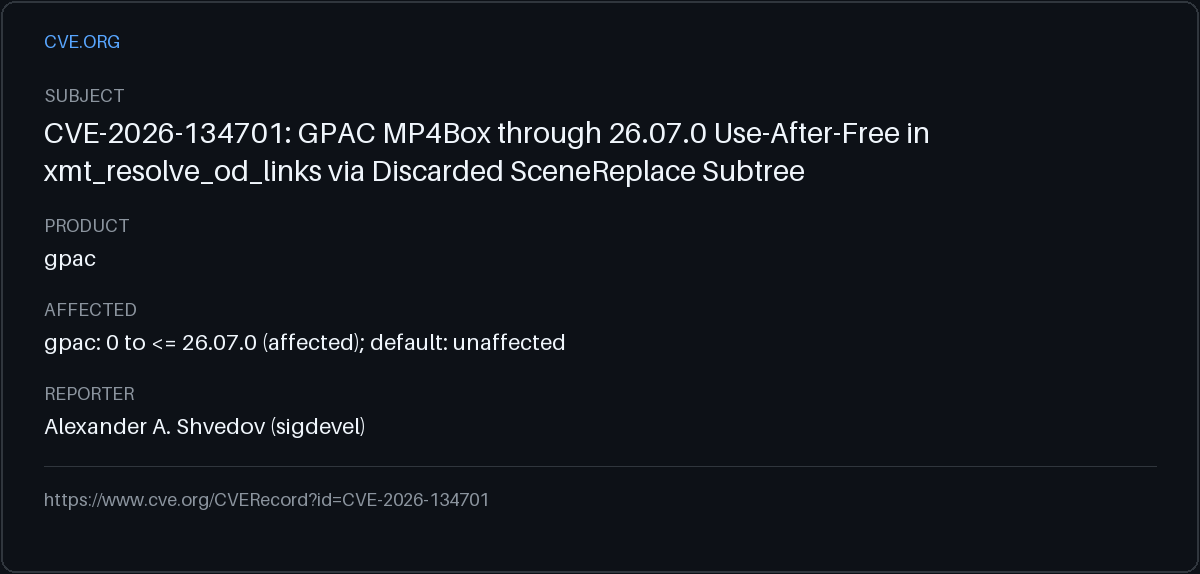 CVE.ORG
SUBJECT
CVE-2026-134701: GPAC MP4Box through 26.07.0 Use-After-Free in
xmt_resolve_od_links via Discarded SceneReplace Subtree
PRODUCT
gpac
AFFECTED
gpac: 0 to <= 26.07.0 (affected); default: unaffected
REPORTER
Alexander A. Shvedov (sigdevel)
https://www.cve.org/CVERecord?id=CVE-2026-134701